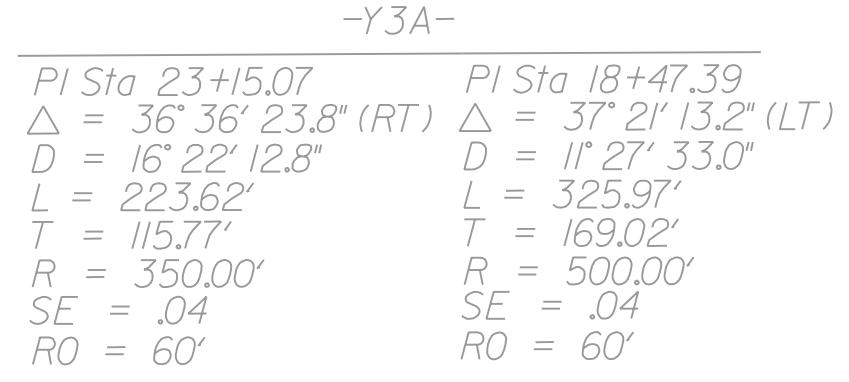 -Y3A-
PI Sta 23+15.07
△ = 36° 36' 23.8" (RT)
D = 16° 22' 12.8"
L = 223.62'
T = 115.77'
R = 350.00'
SE = .04
RO = 60'
PI Sta 18+47.39
△ = 37° 21' 13.2" (LT)
D = 11° 27' 33.0"
L = 325.97'
T = 169.02'
R = 500.00'
SE = .04
RO = 60'